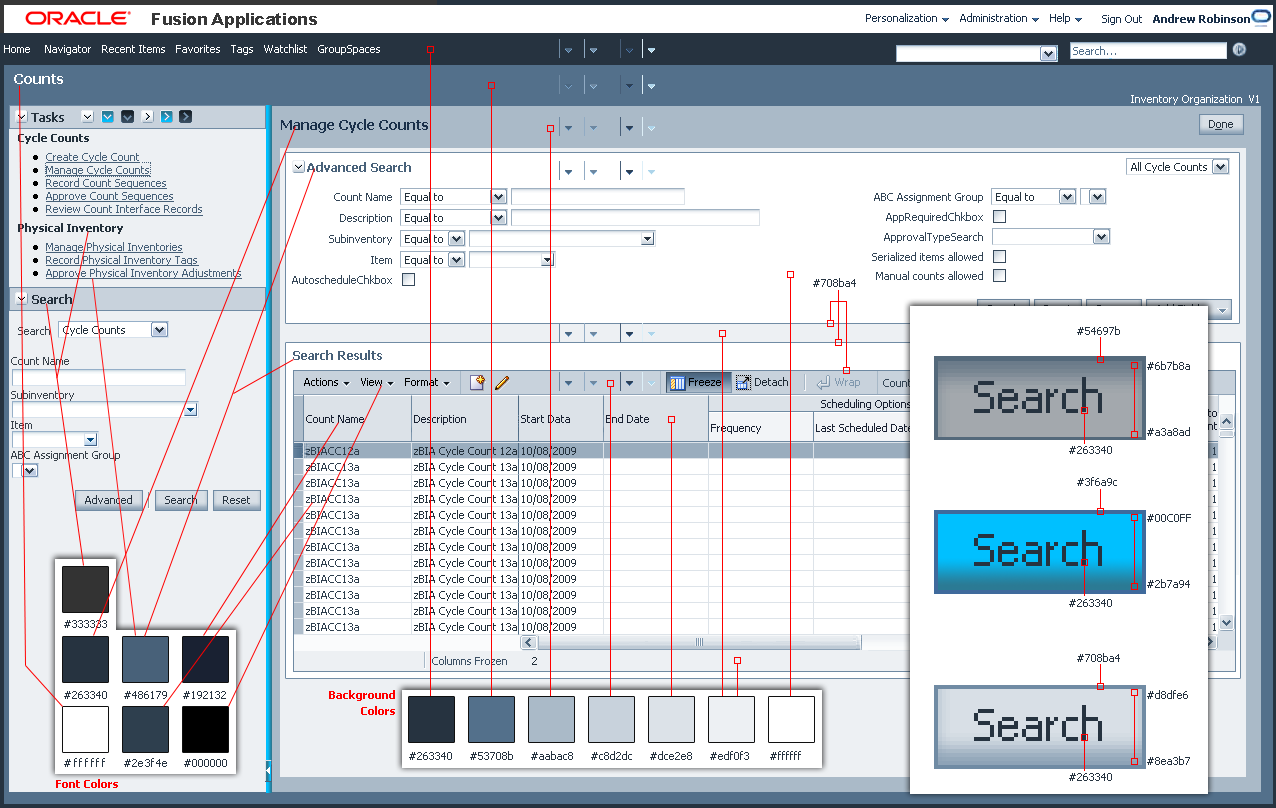 ORACLE Fusion Applications
Personalization Administration Help Sign Out Andrew Robinson
Home Navigator Recent Items Favorites Tags Watchlist GroupSpaces
Search...
Counts
Inventory Organization V1
Tasks
Cycle Counts
Create Cycle Count
Manage Cycle Counts
Record Count Sequences
Approve Count Sequences
Review Count Interface Records
Physical Inventory
Manage Physical Inventories
Record Physical Inventory Tags
Approve Physical Inventory Adjustments
Search
Search Cycle Counts
Count Name
Subinventory
Item
ABC Assignment Group
Advanced Search Reset
Manage Cycle Counts
Done
Advanced Search
All Cycle Counts
Count Name Equal to
Description Equal to
Subinventory Equal to
Item Equal to
AutoscheduleChkbox
ABC Assignment Group Equal to
AppRequiredChkbox
ApprovalTypeSearch
Serialized items allowed
Manual counts allowed
#708ba4
Search Results
Actions View Format Freeze Detach Wrap Count
Scheduling Options
Count Name Description Start Data End Date Frequency Last Scheduled Date
zBIACC12a zBIA Cycle Count 12a 10/08/2009
zBIACC13a zBIA Cycle Count 13a 10/08/2009
zBIACC13a zBIA Cycle Count 13a 10/08/2009
zBIACC13a zBIA Cycle Count 13a 10/08/2009
zBIACC13a zBIA Cycle Count 13a 10/08/2009
zBIACC13a zBIA Cycle Count 13a 10/08/2009
zBIACC13a zBIA Cycle Count 13a 10/08/2009
zBIACC13a zBIA Cycle Count 13a 10/08/2009
zBIACC13a zBIA Cycle Count 13a 10/08/2009
zBIACC13a zBIA Cycle Count 13a 10/08/2009
zBIACC13a zBIA Cycle Count 13a 10/08/2009
zBIACC13a zBIA Cycle Count 13a 10/08/2009
Columns Frozen 2
#54697b
Search
#6b7b8a
#a3a8ad
#263340
#3f6a9c
Search
#00C0FF
#2b7a94
#263340
#708ba4
Search
#d8dfe6
#8ea3b7
#263340
#333333
#263340 #486179 #192132
#ffffff #2e3f4e #000000
Font Colors
Background
Colors
#263340 #53708b #aabac8 #c8d2dc #dce2e8 #edf0f3 #ffffff